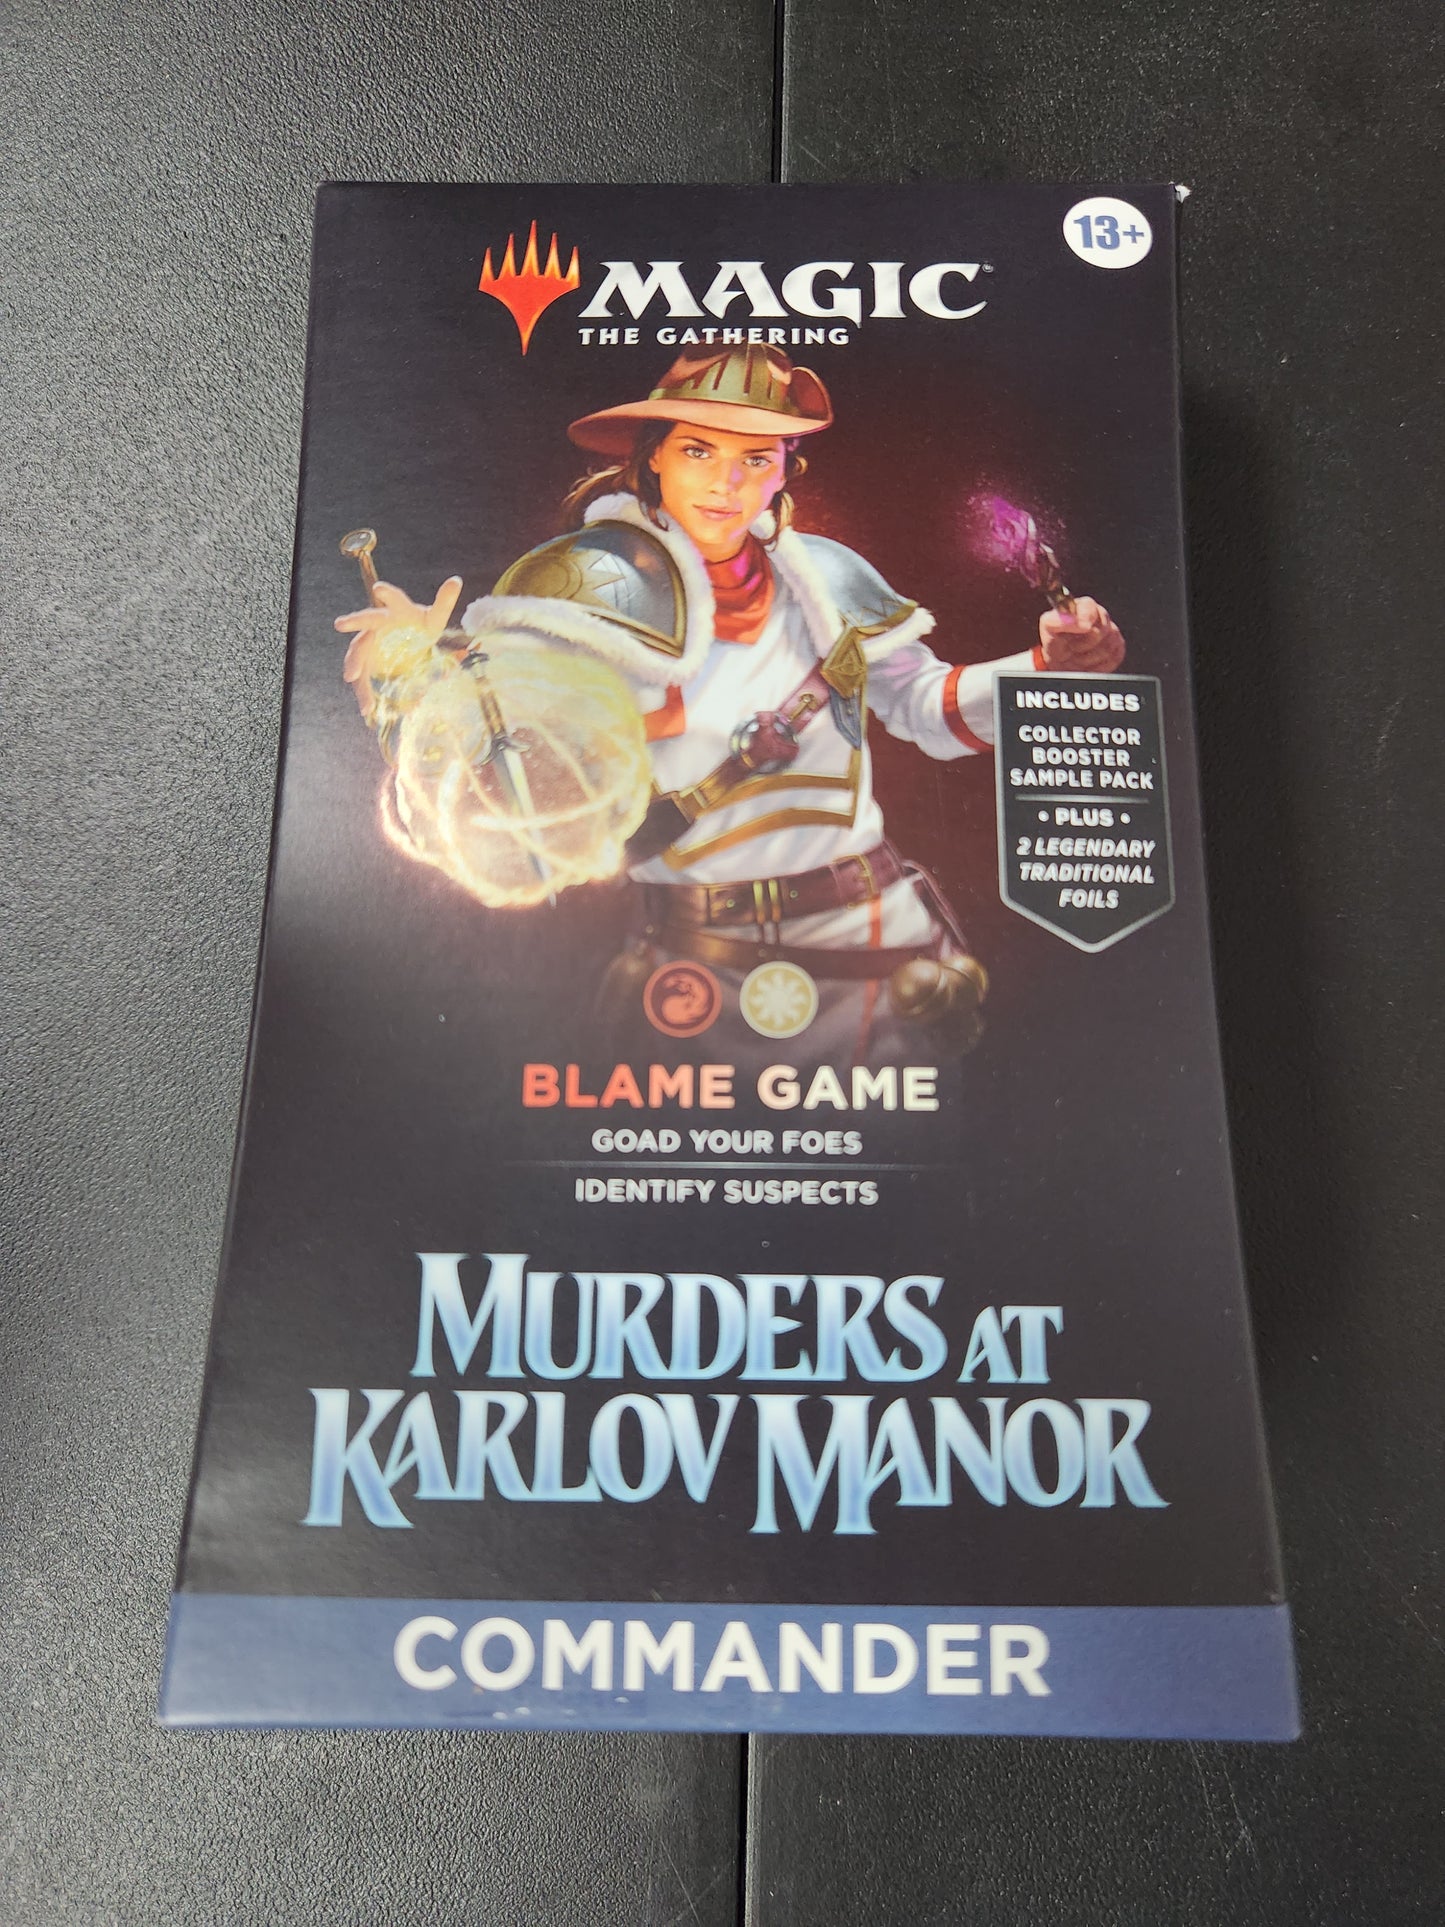 13+
MAGIC
THE GATHERING
INCLUDES
COLLECTOR
BOOSTER
SAMPLE PACK
• PLUS •
2 LEGENDARY
TRADITIONAL
FOILS
BLAME GAME
GOAD YOUR FOES
IDENTIFY SUSPECTS
MURDERS AT
KARLOV MANOR
COMMANDER